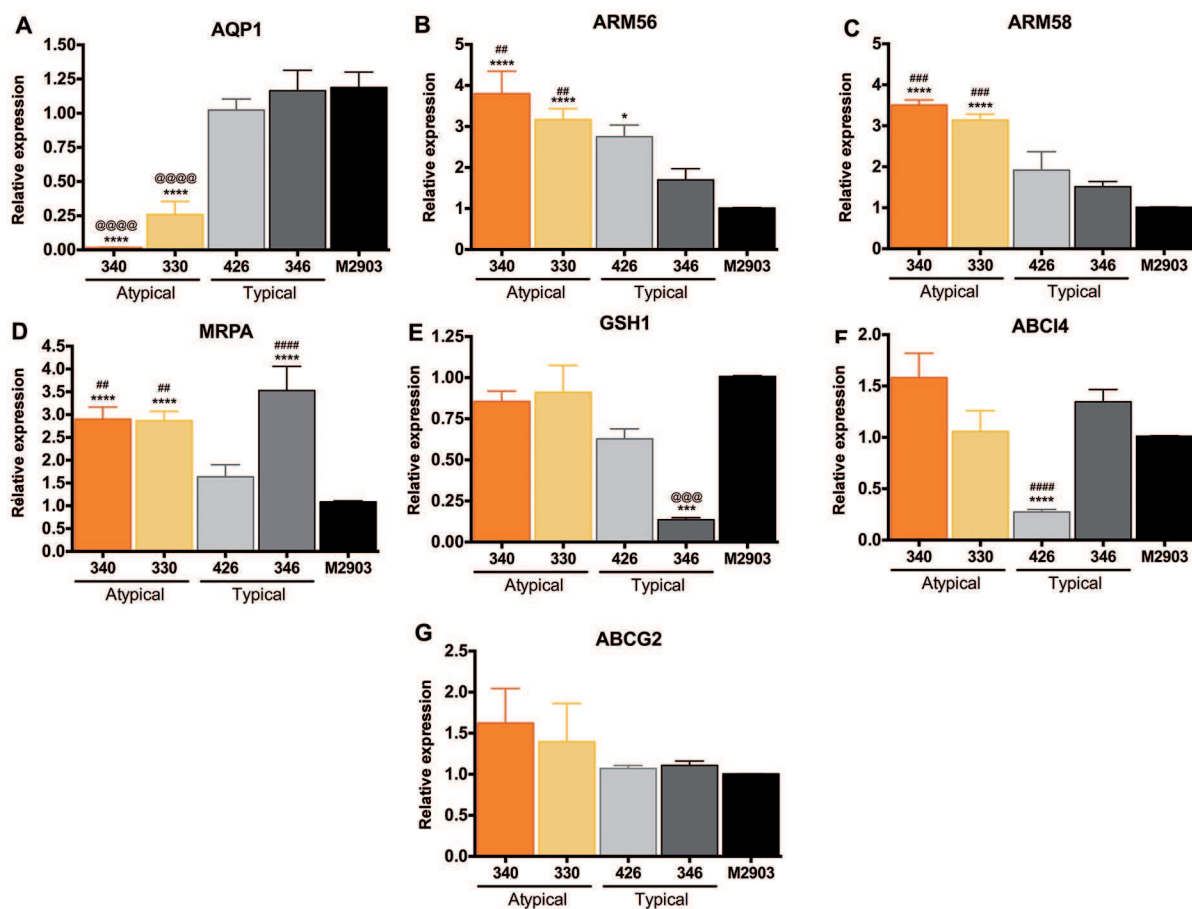 A
AQP1
Relative expression
1.50
1.25
1.00
0.75
0.50
0.25
0.00
@@@@
****
@@@@
****
340 330 426 346 M2903
Atypical Typical
B
ARM56
Relative expression
5
4
3
2
1
0
##
****
##
****
*
340 330 426 346 M2903
Atypical Typical
C
ARM58
Relative expression
5
4
3
2
1
0
###
****
###
****
340 330 426 346 M2903
Atypical Typical
D
MRPA
Relative expression
4.5
4.0
3.5
3.0
2.5
2.0
1.5
1.0
0.5
0.0
##
****
##
****
####
****
340 330 426 346 M2903
Atypical Typical
E
GSH1
Relative expression
1.25
1.00
0.75
0.50
0.25
0.00
@@@
***
340 330 426 346 M2903
Atypical Typical
F
ABCI4
Relative expression
2.0
1.5
1.0
0.5
0.0
####
****
340 330 426 346 M2903
Atypical Typical
G
ABCG2
Relative expression
2.5
2.0
1.5
1.0
0.5
0.0
340 330 426 346 M2903
Atypical Typical